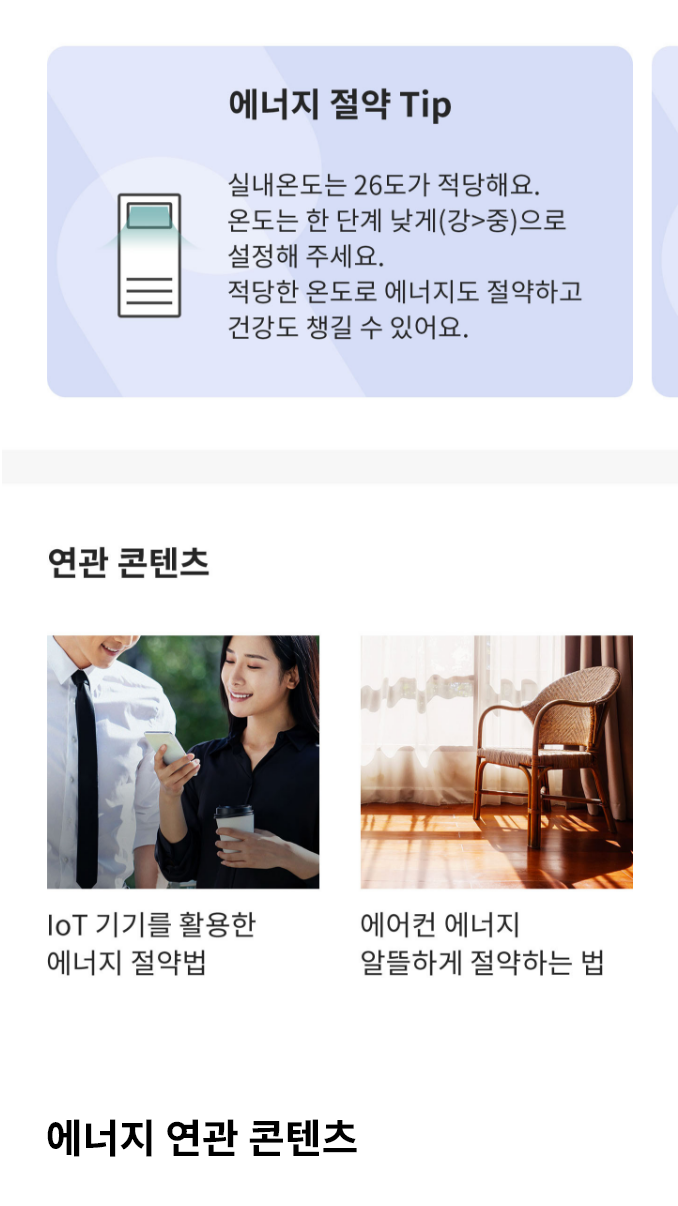 에너지 절약 Tip
실내온도는 26도가 적당해요.
온도는 한 단계 낮게(강>중)으로
설정해 주세요.
적당한 온도로 에너지도 절약하고
건강도 챙길 수 있어요.
연관 콘텐츠
IoT 기기를 활용한
에너지 절약법
에어컨 에너지
알뜰하게 절약하는 법
에너지 연관 콘텐츠